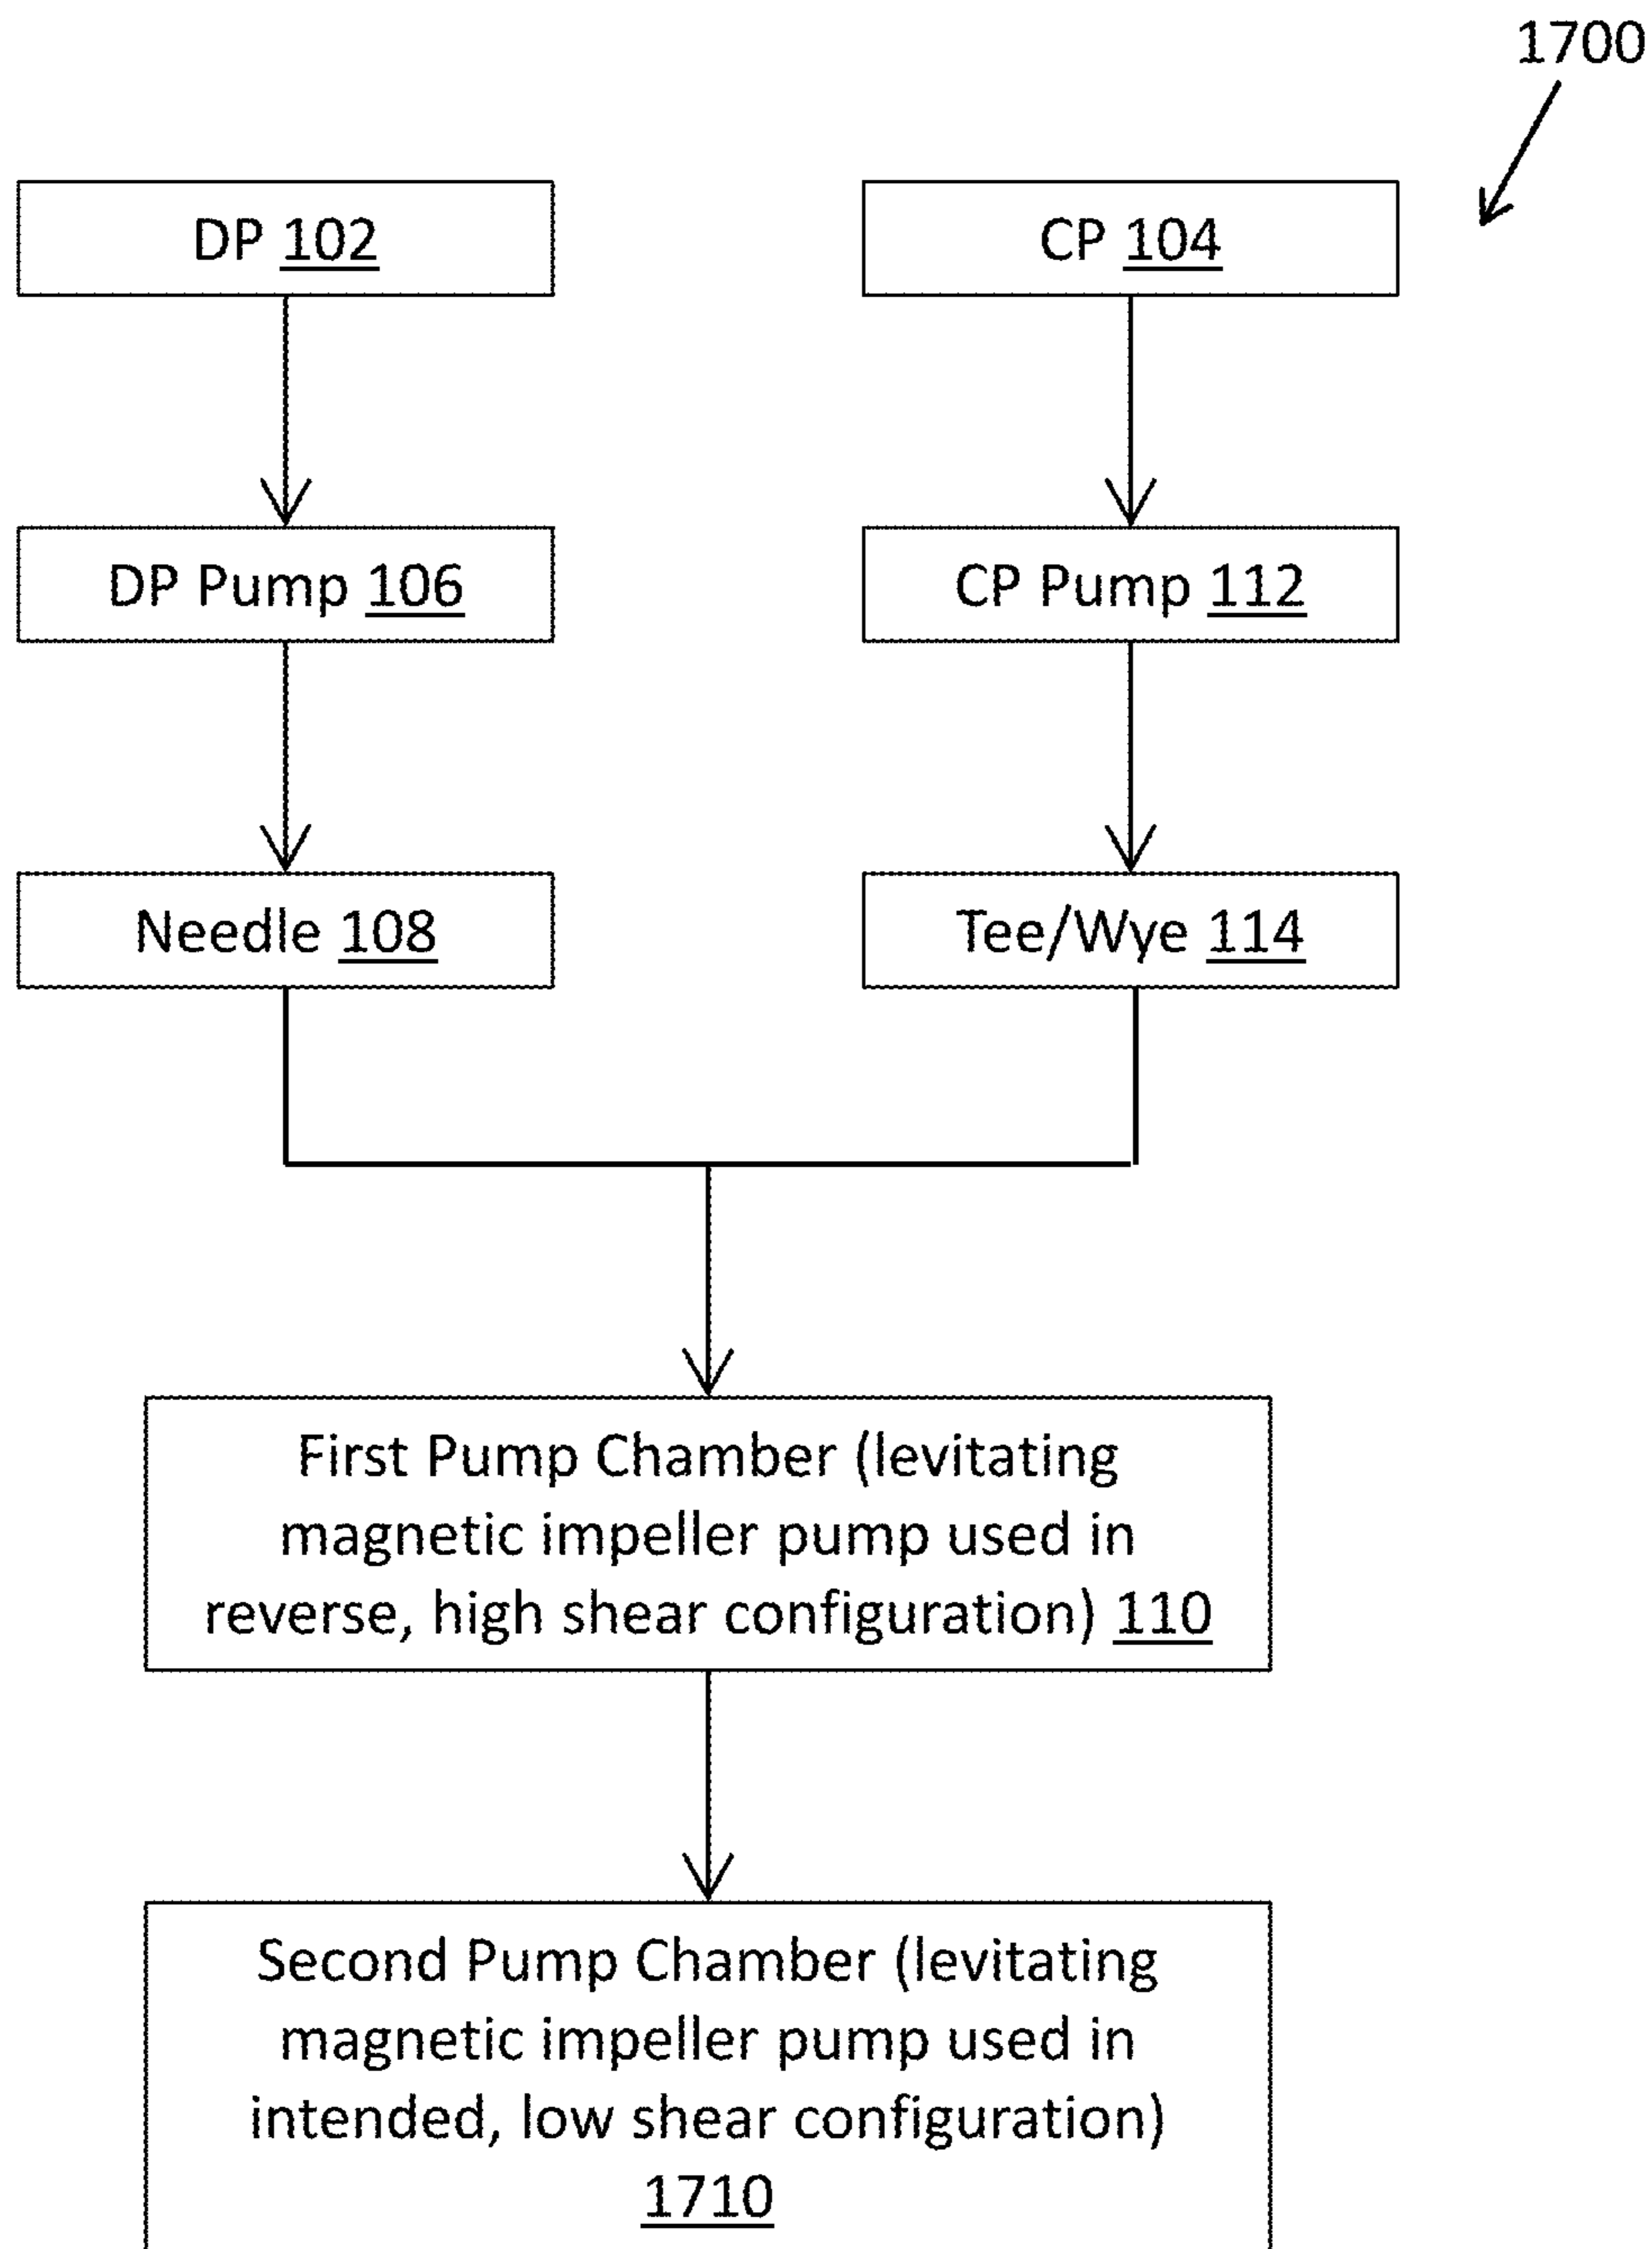 1700
DP 102
CP 104
DP Pump 106
CP Pump 112
Needle 108
Tee/Wye 114
First Pump Chamber (levitating
magnetic impeller pump used in
reverse, high shear configuration) 110
Second Pump Chamber (levitating
magnetic impeller pump used in
intended, low shear configuration)
1710